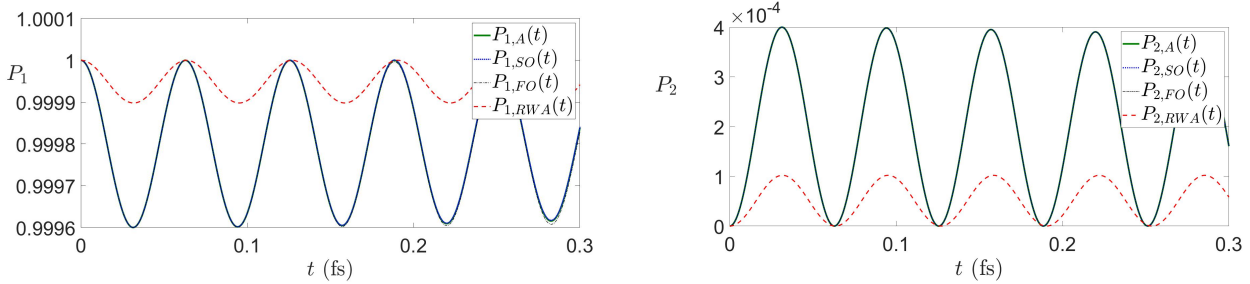 1.0001
1
0.9999
0.9998
0.9997
0.9996
P₁
0
0.1
0.2
0.3
t (fs)
P₁,A(t)
P₁,SO(t)
P₁,FO(t)
P₁,RWA(t)
×10⁻⁴
4
3
2
1
0
P₂
0
0.1
0.2
0.3
t (fs)
P₂,A(t)
P₂,SO(t)
P₂,FO(t)
P₂,RWA(t)